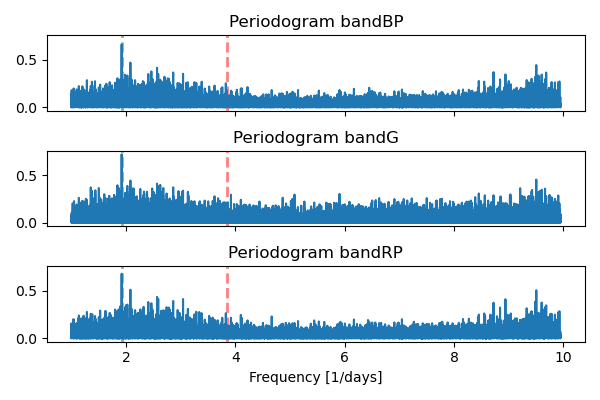 Periodogram bandBP
0.5
0.0
Periodogram bandG
0.5
0.0
Periodogram bandRP
0.5
0.0
2 4 6 8 10
Frequency [1/days]